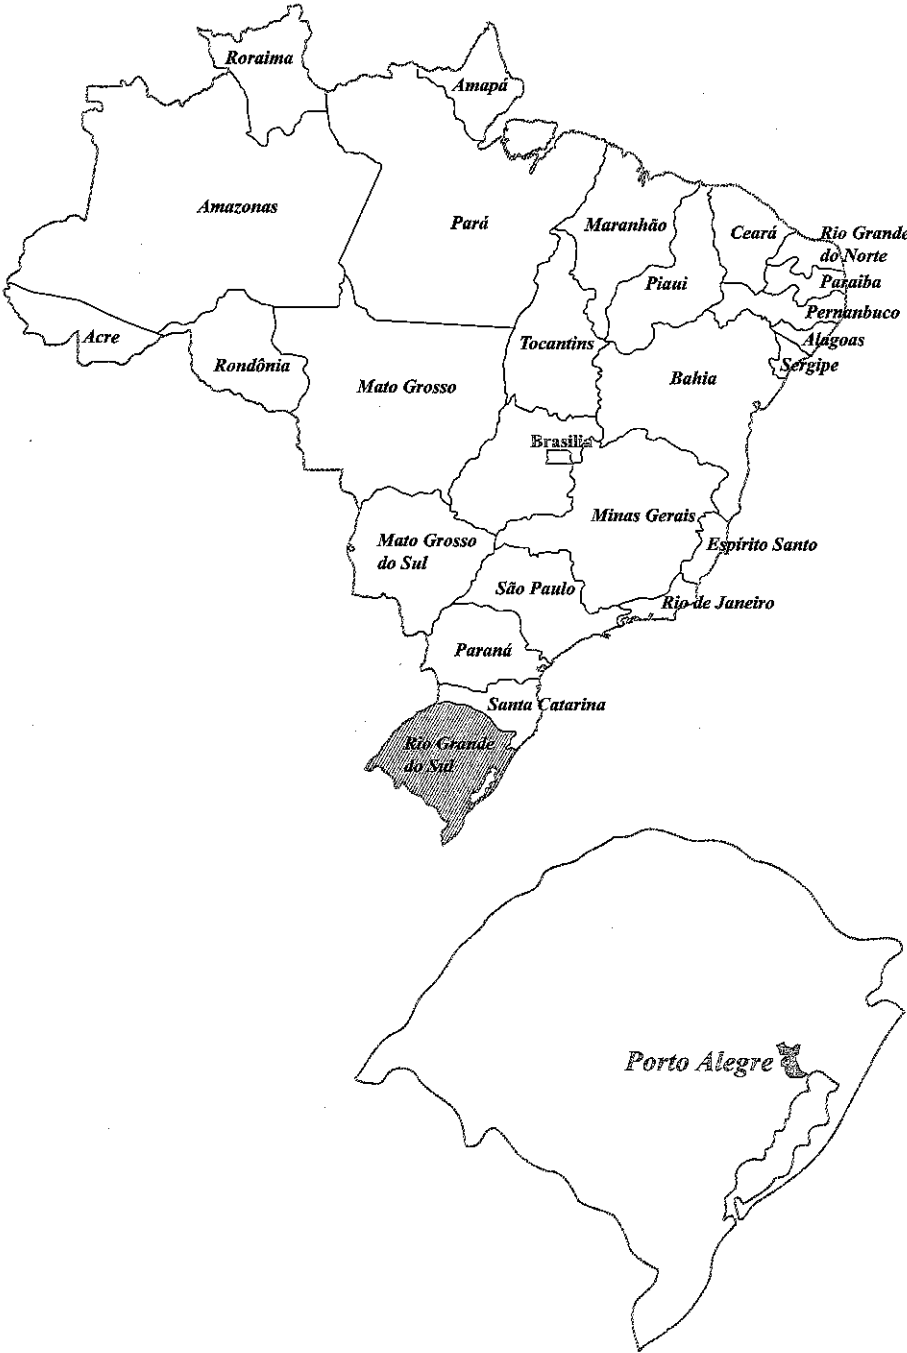 Roraima
Amapá
Amazonas
Pará
Maranhão
Ceará
Rio Grande
do Norte
Paraiba
Piaui
Pernanbuco
Acre
Rondônia
Tocantins
Alagoas
Sergipe
Mato Grosso
Bahia
Brasilia
Minas Gerais
Mato Grosso
do Sul
Espírito Santo
São Paulo
Rio de Janeiro
Paraná
Santa Catarina
Rio Grande
do Sul
Porto Alegre